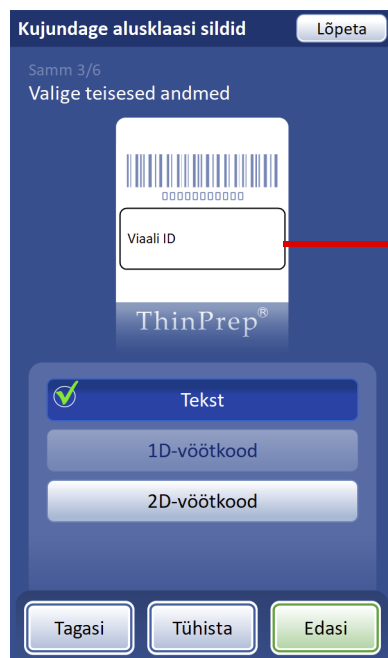 Kujundage alusklaasi sildid
Lõpeta
Samm 3/6
Valige teisesed andmed
00000000000
Viaali ID
ThinPrep®
Tekst
1D-vöötkood
2D-vöötkood
Tagasi
Tühista
Edasi